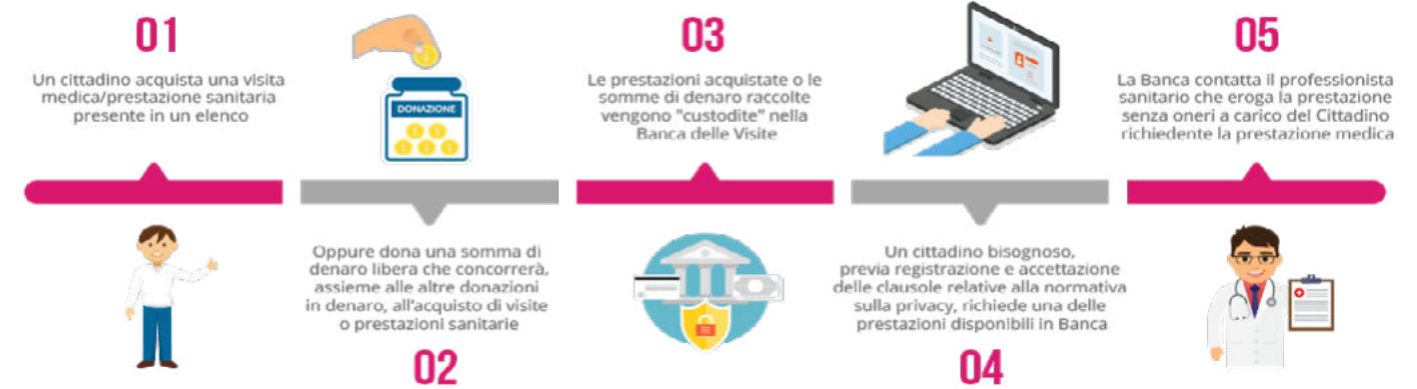 01
Un cittadino acquista una visita
medica/prestazione sanitaria
presente in un elenco
DONAZIONE
Oppure dona una somma di
denaro libera che concorrerà,
assieme alle altre donazioni
in denaro, all'acquisto di visite
o prestazioni sanitarie
02
03
Le prestazioni acquistate o le
somme di denaro raccolte
vengono "custodite" nella
Banca delle Visite
Un cittadino bisognoso,
previa registrazione e accettazione
delle clausole relative alla normativa
sulla privacy, richiede una delle
prestazioni disponibili in Banca
04
05
La Banca contatta il professionista
sanitario che eroga la prestazione
senza oneri a carico del Cittadino
richiedente la prestazione medica